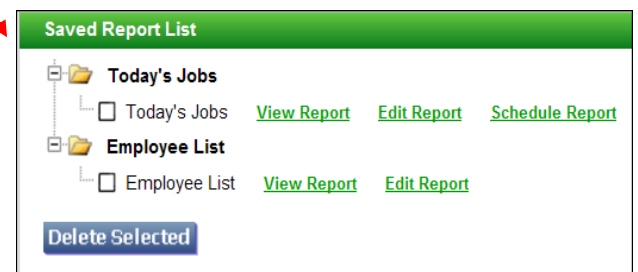 Saved Report List
Today's Jobs
Today's Jobs View Report Edit Report Schedule Report
Employee List
Employee List View Report Edit Report
Delete Selected